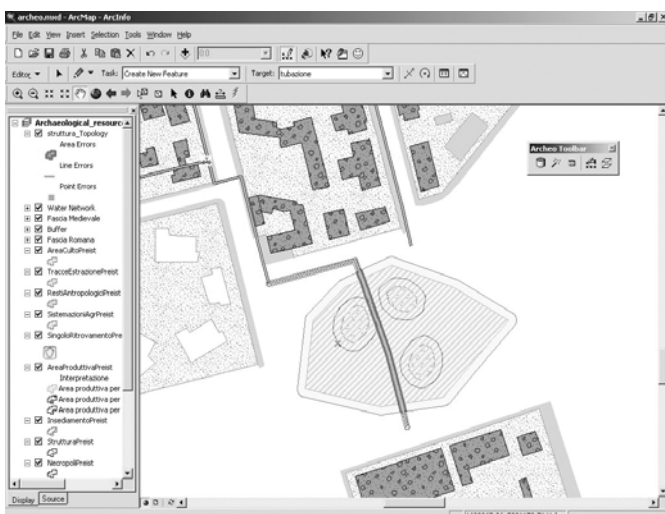 archeo.mxd - ArcMap - ArcInfo
File Edit View Insert Selection Tools Window Help
Editor Task: Create New Feature Target: tubazione
Archaeological_resource
struttura_Topology
Area Errors
Line Errors
Point Errors
Water Network
Fascia Medievale
Buffer
Fascia Romana
AreaCultoPreist
TracceEstrazionePreist
RestiAntropologiciPreist
SistemazioniAgrPreist
SingoloRitrovamentoPre
AreaProduttivaPreist
Interpretazione
Area produttiva per
Area produttiva per
Area produttiva per
InsediamentoPreist
StrutturaPreist
NecropoliPreist
Display Source
Archeo Toolbar